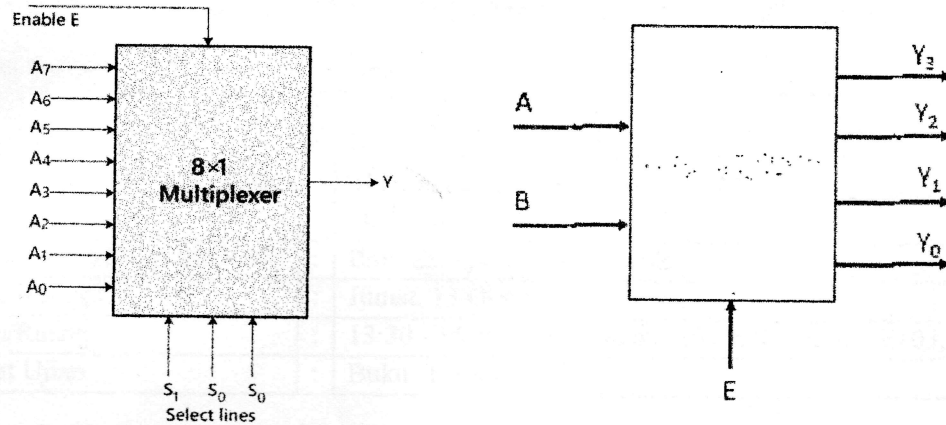 Enable E
A7
A6
A5
A4
A3
A2
A1
A0
8×1
Multiplexer
Y
S1 S0 S0
Select lines
A
B
Y3
Y2
Y1
Y0
E